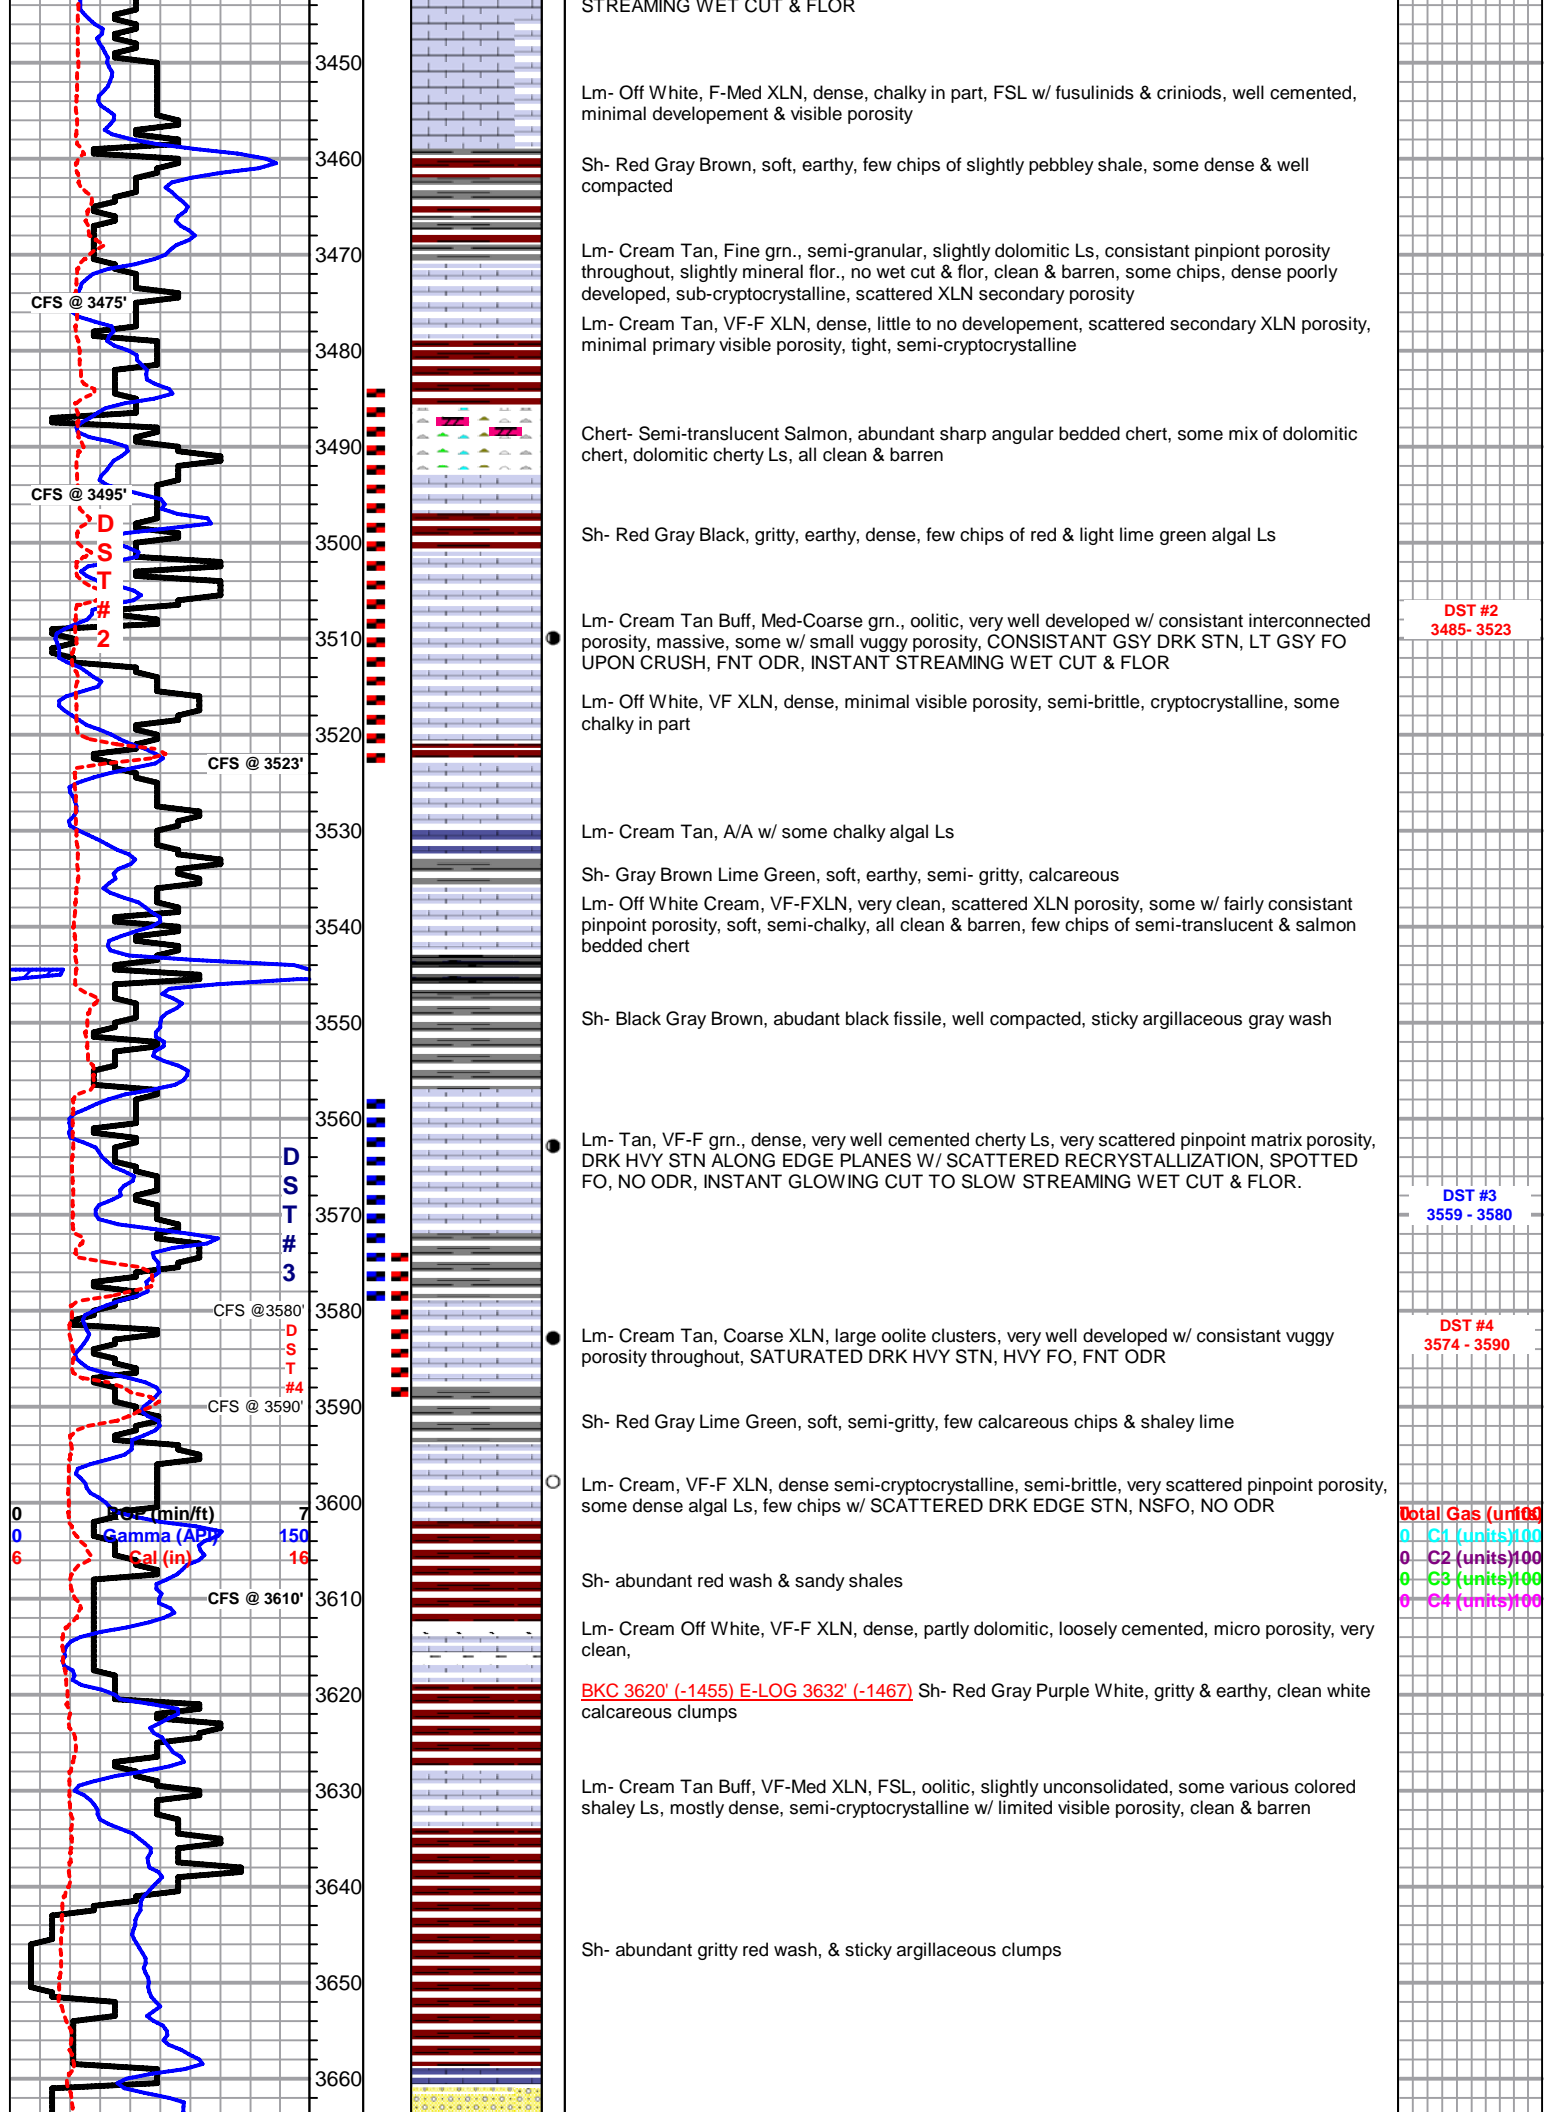 STREAMING WET CUT & FLOR
3450
Lm- Off White, F-Med XLN, dense, chalky in part, FSL w/ fusulinids & criniods, well cemented,
minimal developement & visible porosity
3460
Sh- Red Gray Brown, soft, earthy, few chips of slightly pebbley shale, some dense & well
compacted
3470
Lm- Cream Tan, Fine grn., semi-granular, slightly dolomitic Ls, consistant pinpiont porosity
throughout, slightly mineral flor., no wet cut & flor, clean & barren, some chips, dense poorly
developed, sub-cryptocrystalline, scattered XLN secondary porosity
CFS @ 3475'
Lm- Cream Tan, VF-F XLN, dense, little to no developement, scattered secondary XLN porosity,
minimal primary visible porosity, tight, semi-cryptocrystalline
3480
3490
Chert- Semi-translucent Salmon, abundant sharp angular bedded chert, some mix of dolomitic
chert, dolomitic cherty Ls, all clean & barren
CFS @ 3495'
D
S
T
#
2
3500
Sh- Red Gray Black, gritty, earthy, dense, few chips of red & light lime green algal Ls
DST #2
3485- 3523
3510
Lm- Cream Tan Buff, Med-Coarse grn., oolitic, very well developed w/ consistant interconnected
porosity, massive, some w/ small vuggy porosity, CONSISTANT GSY DRK STN, LT GSY FO
UPON CRUSH, FNT ODR, INSTANT STREAMING WET CUT & FLOR
Lm- Off White, VF XLN, dense, minimal visible porosity, semi-brittle, cryptocrystalline, some
chalky in part
3520
CFS @ 3523'
3530
Lm- Cream Tan, A/A w/ some chalky algal Ls
Sh- Gray Brown Lime Green, soft, earthy, semi- gritty, calcareous
3540
Lm- Off White Cream, VF-FXLN, very clean, scattered XLN porosity, some w/ fairly consistant
pinpoint porosity, soft, semi-chalky, all clean & barren, few chips of semi-translucent & salmon
bedded chert
3550
Sh- Black Gray Brown, abudant black fissile, well compacted, sticky argillaceous gray wash
3560
Lm- Tan, VF-F grn., dense, very well cemented cherty Ls, very scattered pinpoint matrix porosity,
DRK HVY STN ALONG EDGE PLANES W/ SCATTERED RECRYSTALLIZATION, SPOTTED
FO, NO ODR, INSTANT GLOWING CUT TO SLOW STREAMING WET CUT & FLOR.
D
S
T
#
3
DST #3
3559 - 3580
3570
CFS @3580'
3580
D
S
T
#4
DST #4
3574 - 3590
Lm- Cream Tan, Coarse XLN, large oolite clusters, very well developed w/ consistant vuggy
porosity throughout, SATURATED DRK HVY STN, HVY FO, FNT ODR
CFS @ 3590'
3590
Sh- Red Gray Lime Green, soft, semi-gritty, few calcareous chips & shaley lime
3600
Lm- Cream, VF-F XLN, dense semi-cryptocrystalline, semi-brittle, very scattered pinpoint porosity,
some dense algal Ls, few chips w/ SCATTERED DRK EDGE STN, NSFO, NO ODR
0 (min/ft) 7
0 Gamma (API) 150
6 Cal (in) 16
Total Gas (units)
0 C1 (units) 100
0 C2 (units) 100
0 C3 (units) 100
0 C4 (units) 100
Sh- abundant red wash & sandy shales
CFS @ 3610'
3610
Lm- Cream Off White, VF-F XLN, dense, partly dolomitic, loosely cemented, micro porosity, very
clean,
3620
BKC 3620' (-1455) E-LOG 3632' (-1467) Sh- Red Gray Purple White, gritty & earthy, clean white
calcareous clumps
3630
Lm- Cream Tan Buff, VF-Med XLN, FSL, oolitic, slightly unconsolidated, some various colored
shaley Ls, mostly dense, semi-cryptocrystalline w/ limited visible porosity, clean & barren
3640
Sh- abundant gritty red wash, & sticky argillaceous clumps
3650
3660